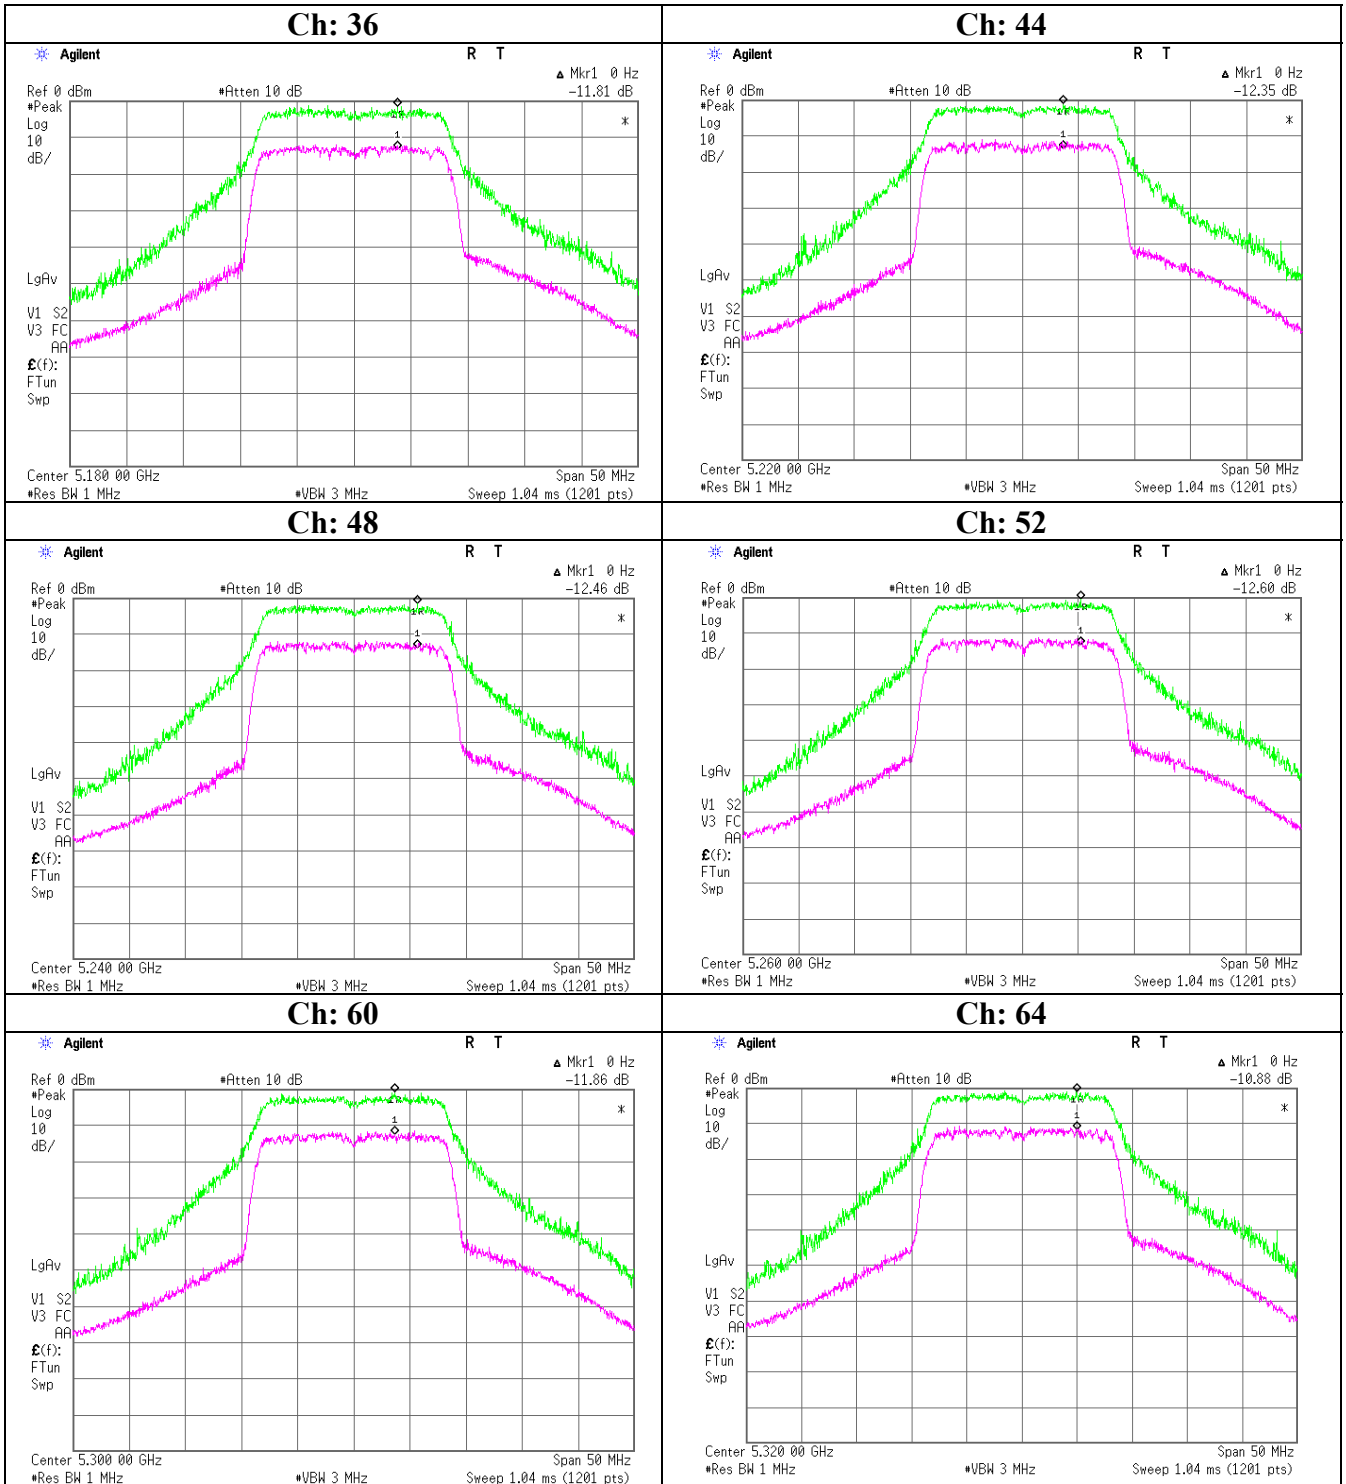 Ch: 36
Agilent R T
Δ Mkr1 0 Hz
Ref 0 dBm #Atten 10 dB -11.81 dB
#Peak
Log
10
dB/
1R
1
*
LgAv
V1 S2
V3 FC
AA
£(f):
FTun
Swp
Center 5.180 00 GHz Span 50 MHz
#Res BW 1 MHz #VBW 3 MHz Sweep 1.04 ms (1201 pts)
Ch: 44
Agilent R T
Δ Mkr1 0 Hz
Ref 0 dBm #Atten 10 dB -12.35 dB
#Peak
Log
10
dB/
1R
1
*
LgAv
V1 S2
V3 FC
AA
£(f):
FTun
Swp
Center 5.220 00 GHz Span 50 MHz
#Res BW 1 MHz #VBW 3 MHz Sweep 1.04 ms (1201 pts)
Ch: 48
Agilent R T
Δ Mkr1 0 Hz
Ref 0 dBm #Atten 10 dB -12.46 dB
#Peak
Log
10
dB/
1R
1
*
LgAv
V1 S2
V3 FC
AA
£(f):
FTun
Swp
Center 5.240 00 GHz Span 50 MHz
#Res BW 1 MHz #VBW 3 MHz Sweep 1.04 ms (1201 pts)
Ch: 52
Agilent R T
Δ Mkr1 0 Hz
Ref 0 dBm #Atten 10 dB -12.60 dB
#Peak
Log
10
dB/
1R
1
*
LgAv
V1 S2
V3 FC
AA
£(f):
FTun
Swp
Center 5.260 00 GHz Span 50 MHz
#Res BW 1 MHz #VBW 3 MHz Sweep 1.04 ms (1201 pts)
Ch: 60
Agilent R T
Δ Mkr1 0 Hz
Ref 0 dBm #Atten 10 dB -11.86 dB
#Peak
Log
10
dB/
1R
1
*
LgAv
V1 S2
V3 FC
AA
£(f):
FTun
Swp
Center 5.300 00 GHz Span 50 MHz
#Res BW 1 MHz #VBW 3 MHz Sweep 1.04 ms (1201 pts)
Ch: 64
Agilent R T
Δ Mkr1 0 Hz
Ref 0 dBm #Atten 10 dB -10.88 dB
#Peak
Log
10
dB/
1R
1
*
LgAv
V1 S2
V3 FC
AA
£(f):
FTun
Swp
Center 5.320 00 GHz Span 50 MHz
#Res BW 1 MHz #VBW 3 MHz Sweep 1.04 ms (1201 pts)